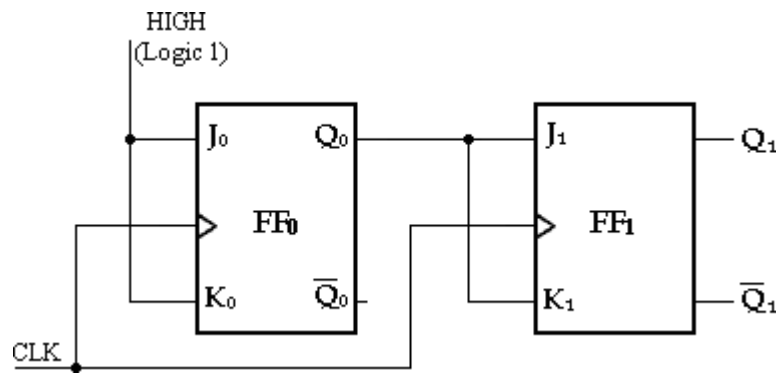 HIGH
(Logic 1)
J₀ Q₀ J₁ Q₁
FF₀ FF₁
K₀ Q̅₀ K₁ Q̅₁
CLK